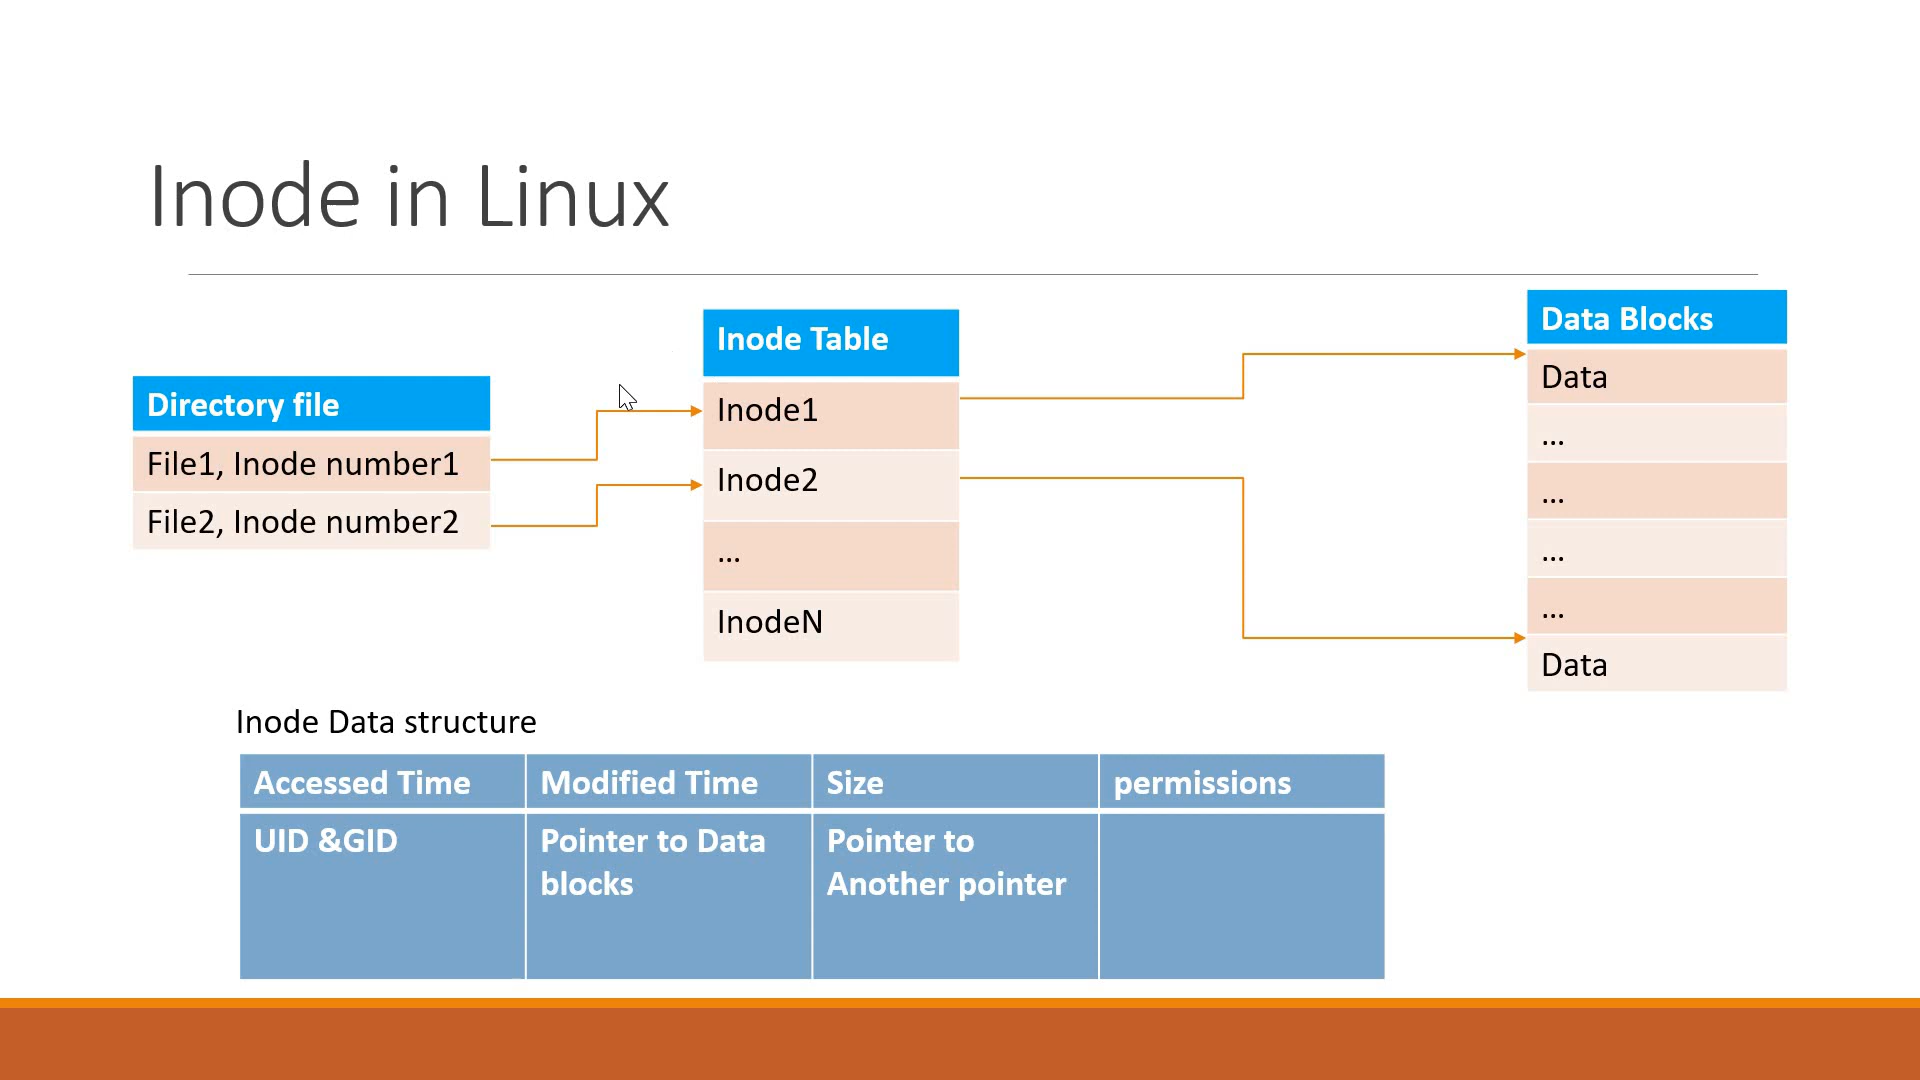 Inode in Linux
Directory file
File1, Inode number1
File2, Inode number2
Inode Table
Inode1
Inode2
...
InodeN
Data Blocks
Data
...
...
...
...
Data
Inode Data structure
Accessed Time
Modified Time
Size
permissions
UID &GID
Pointer to Data
blocks
Pointer to
Another pointer